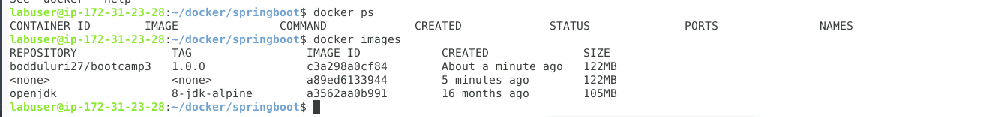 labuser@ip-172-31-23-28:~/docker/springboot$ docker ps
CONTAINER ID IMAGE COMMAND CREATED STATUS PORTS NAMES
labuser@ip-172-31-23-28:~/docker/springboot$ docker images
REPOSITORY TAG IMAGE ID CREATED SIZE
bodduluri27/bootcamp3 1.0.0 c3a298a0cf84 About a minute ago 122MB
<none> <none> a89ed6133944 5 minutes ago 122MB
openjdk 8-jdk-alpine a3562aa0b991 16 months ago 105MB
labuser@ip-172-31-23-28:~/docker/springboot$